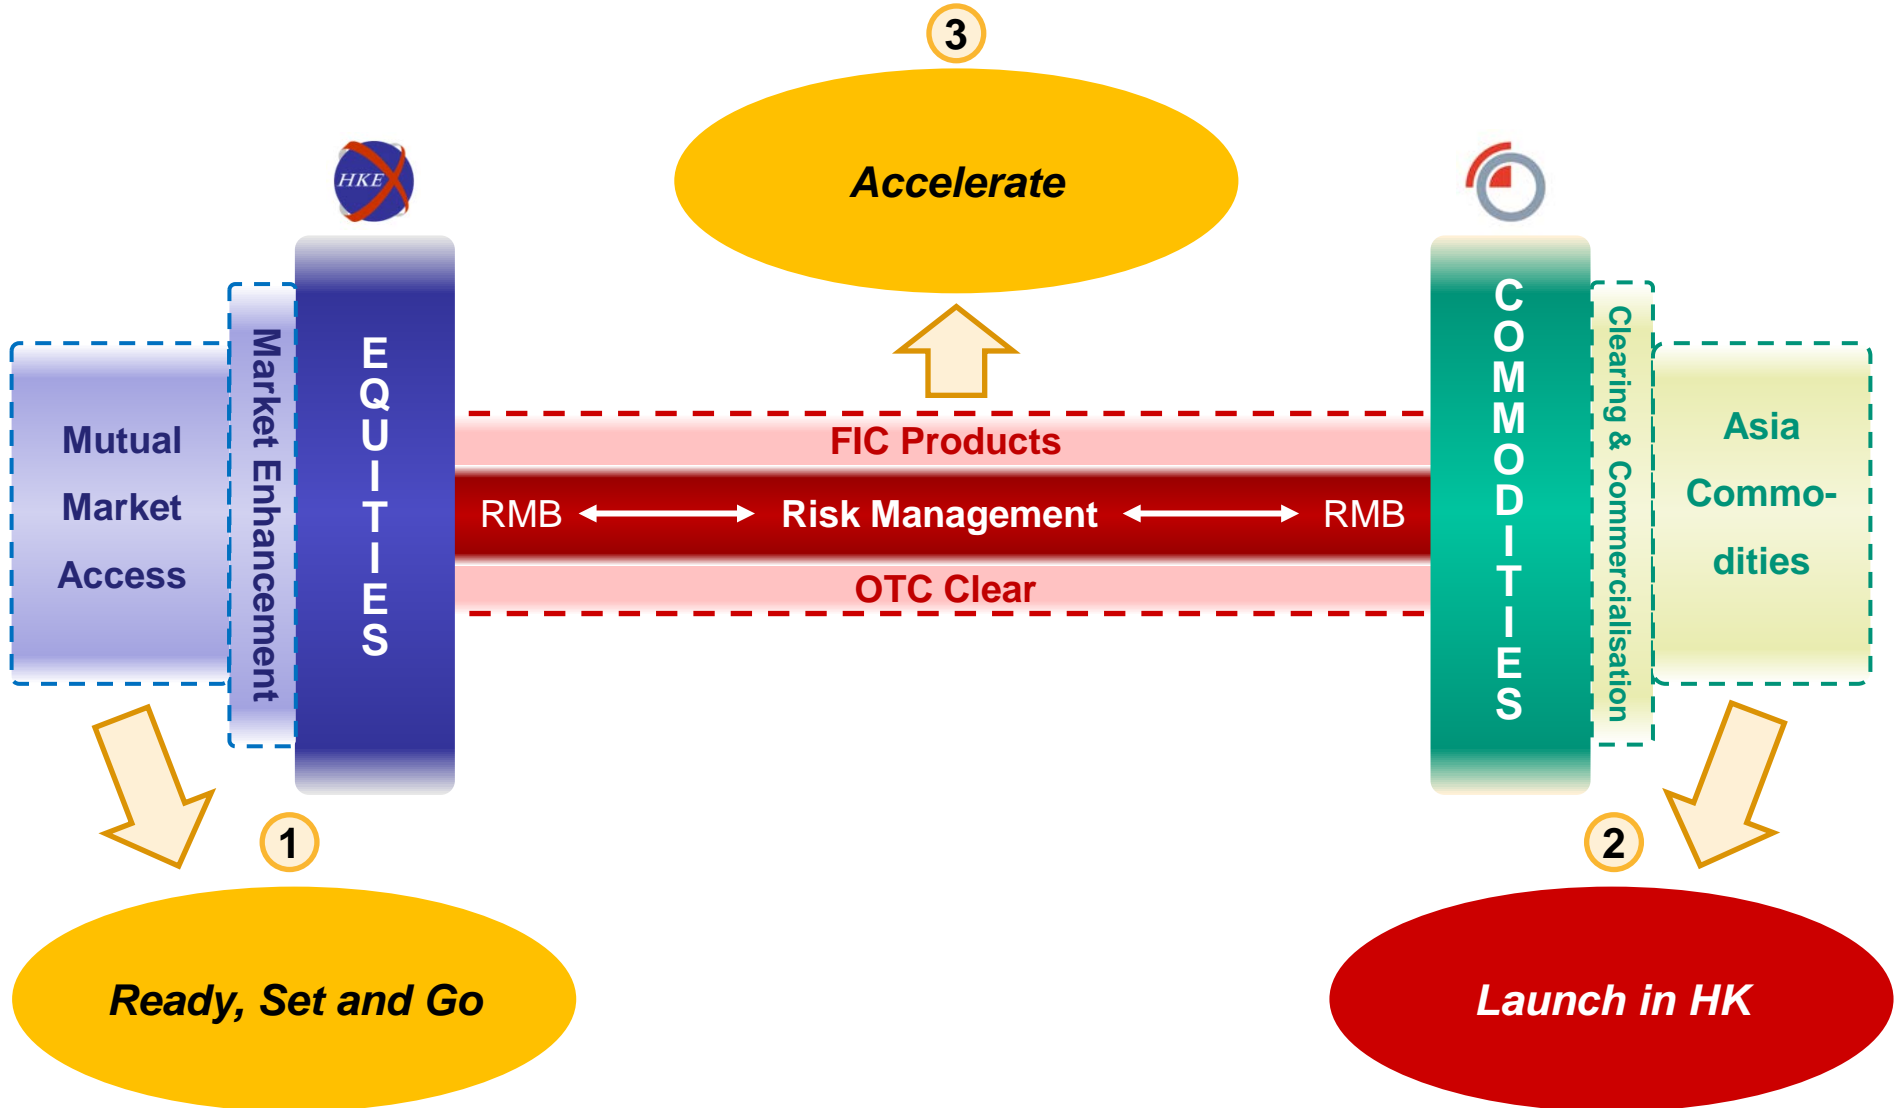 3
Accelerate
HKEX
EQUITIES
COMMODITIES
Mutual
Market
Access
Market Enhancement
FIC Products
RMB Risk Management RMB
OTC Clear
Clearing & Commercialisation
Asia
Commo-
dities
1
Ready, Set and Go
2
Launch in HK